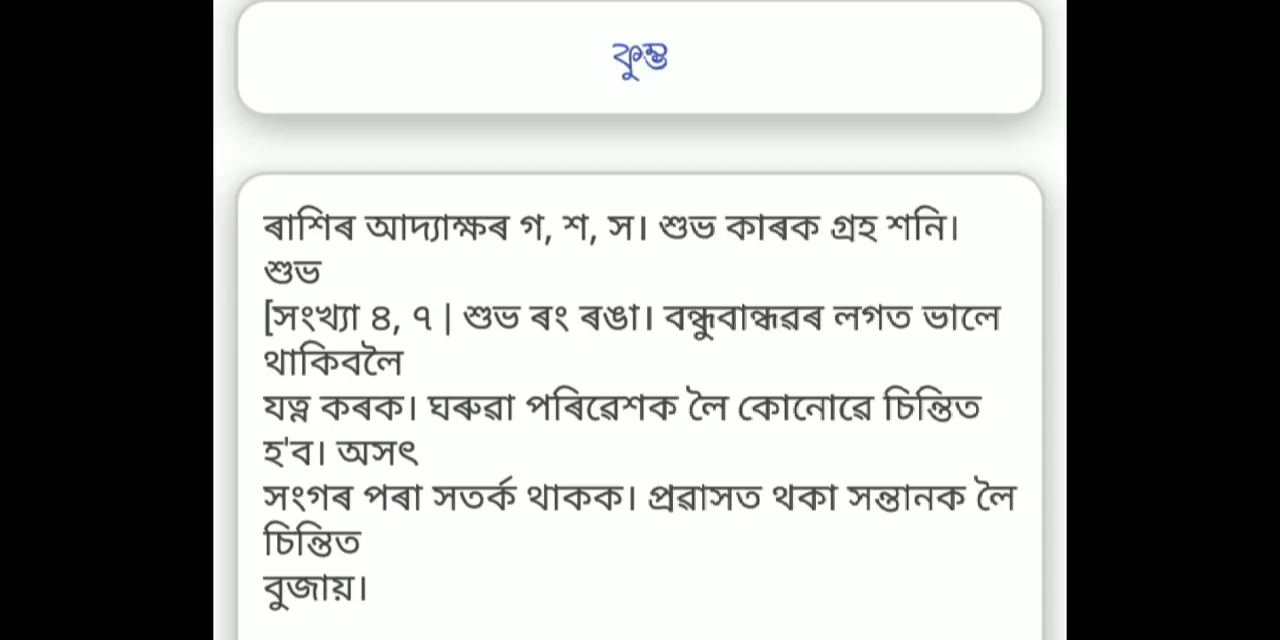 কুম্ভ
ৰাশিৰ আদ্যাক্ষৰ গ, শ, স। শুভ কাৰক গ্ৰহ শনি।
শুভ
[সংখ্যা ৪, ৭ | শুভ ৰং ৰঙা। বন্ধুবান্ধৱৰ লগত ভালে
থাকিবলৈ
যত্ন কৰক। ঘৰুৱা পৰিৱেশক লৈ কোনোৱে চিন্তিত
হ'ব। অসৎ
সংগৰ পৰা সতৰ্ক থাকক। প্ৰৱাসত থকা সন্তানক লৈ
চিন্তিত
বুজায়।